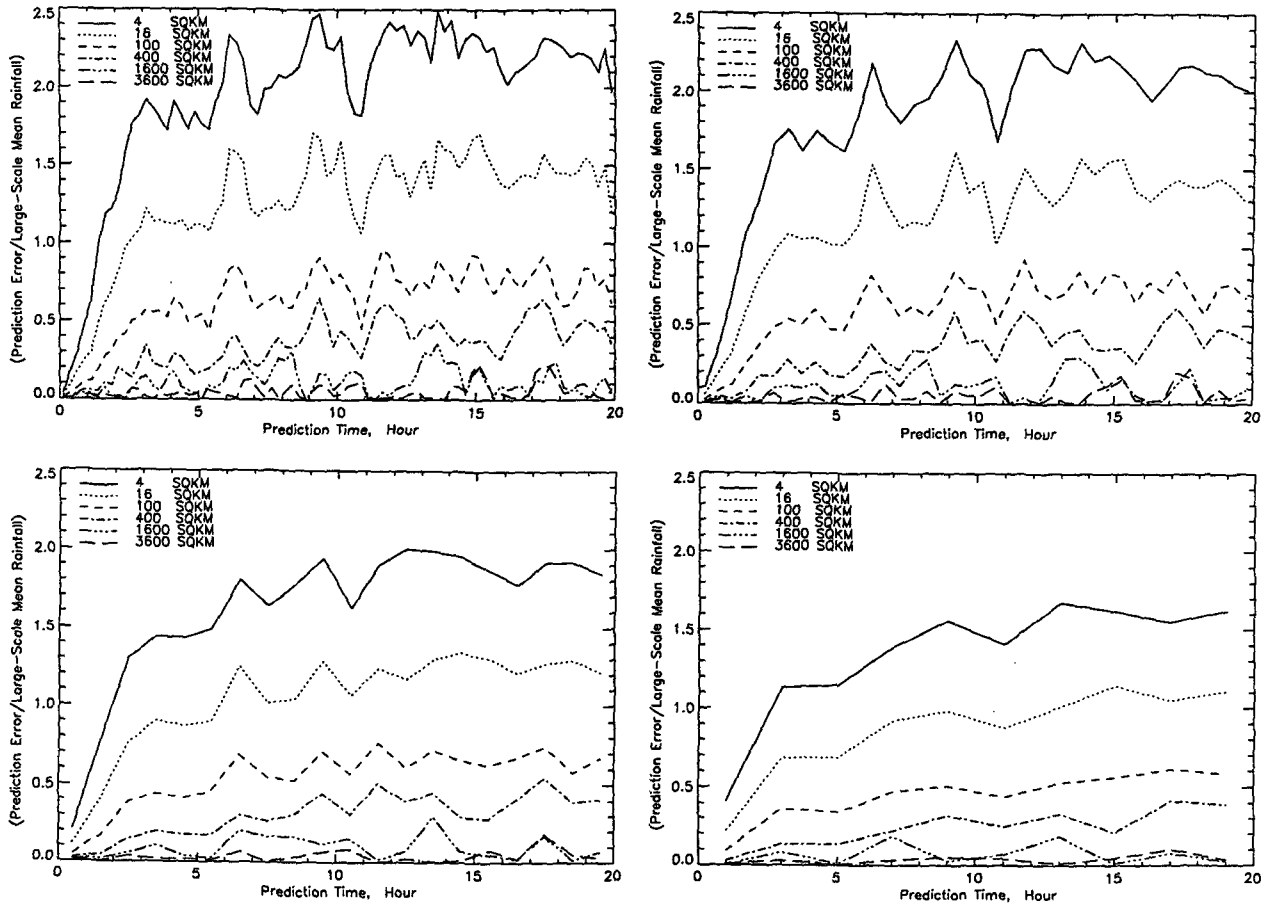 2.5
2.0
1.5
1.0
0.5
0.0
(Prediction Error/Large-Scale Mean Rainfall)
4 SQKM
16 SQKM
100 SQKM
400 SQKM
1600 SQKM
3600 SQKM
0 5 10 15 20
Prediction Time, Hour
2.5
2.0
1.5
1.0
0.5
0.0
(Prediction Error/Large-Scale Mean Rainfall)
4 SQKM
16 SQKM
100 SQKM
400 SQKM
1600 SQKM
3600 SQKM
0 5 10 15 20
Prediction Time, Hour
2.5
2.0
1.5
1.0
0.5
0.0
(Prediction Error/Large-Scale Mean Rainfall)
4 SQKM
16 SQKM
100 SQKM
400 SQKM
1600 SQKM
3600 SQKM
0 5 10 15 20
Prediction Time, Hour
2.5
2.0
1.5
1.0
0.5
0.0
(Prediction Error/Large-Scale Mean Rainfall)
4 SQKM
16 SQKM
100 SQKM
400 SQKM
1600 SQKM
3600 SQKM
0 5 10 15 20
Prediction Time, Hour